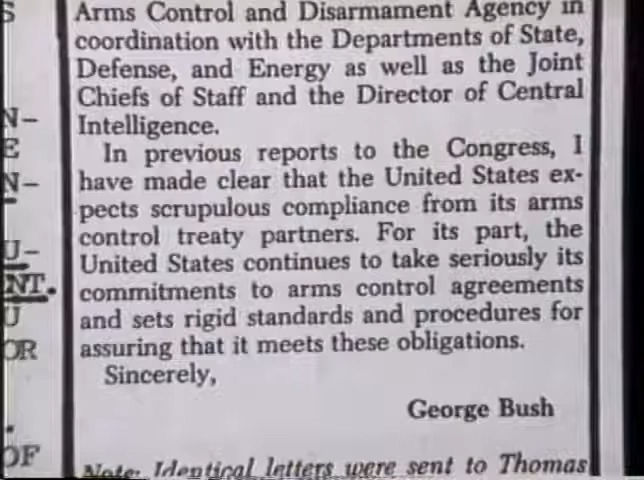 S
Arms Control and Disarmament Agency in
coordination with the Departments of State,
Defense, and Energy as well as the Joint
Chiefs of Staff and the Director of Central
Intelligence.
In previous reports to the Congress, I
have made clear that the United States ex-
pects scrupulous compliance from its arms
control treaty partners. For its part, the
United States continues to take seriously its
commitments to arms control agreements
and sets rigid standards and procedures for
assuring that it meets these obligations.
Sincerely,
George Bush
Note: Identical letters were sent to Thomas
N-
E
N-
U-
NT.
U
OR
.
OF